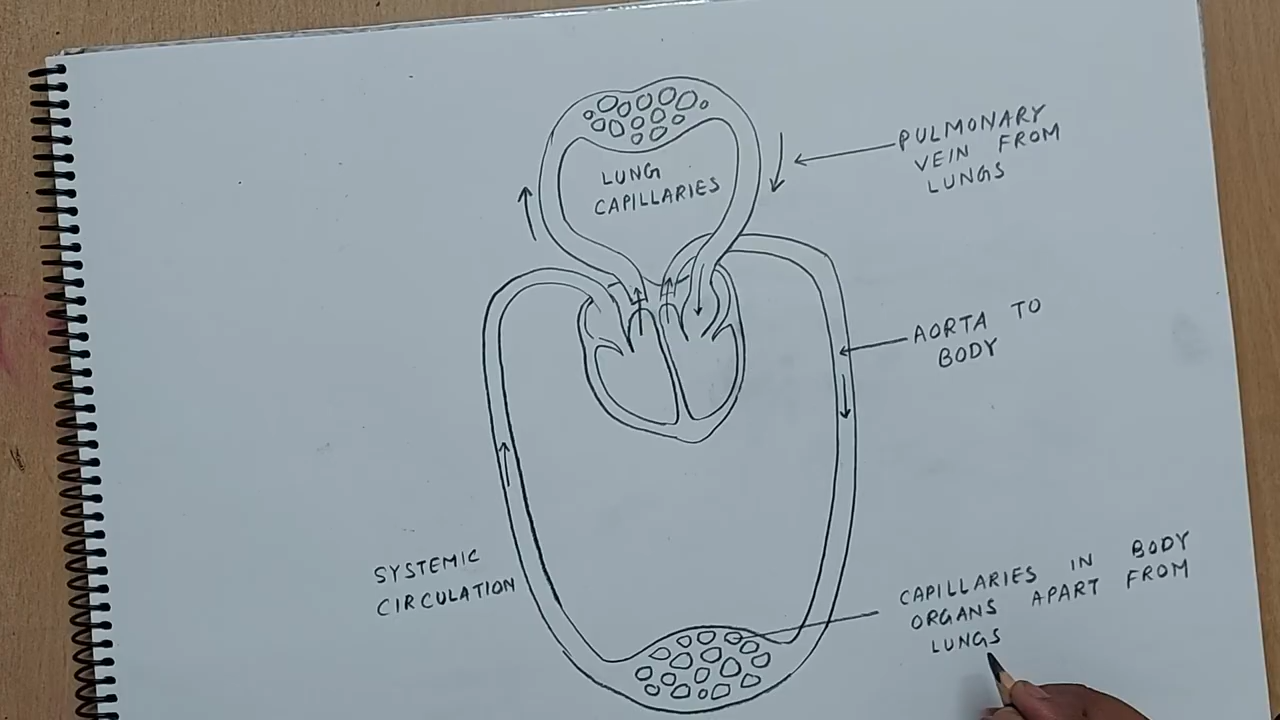 LUNG
CAPILLARIES
PULMONARY
VEIN FROM
LUNGS
AORTA TO
BODY
SYSTEMIC
CIRCULATION
CAPILLARIES IN BODY
ORGANS APART FROM
LUNGS